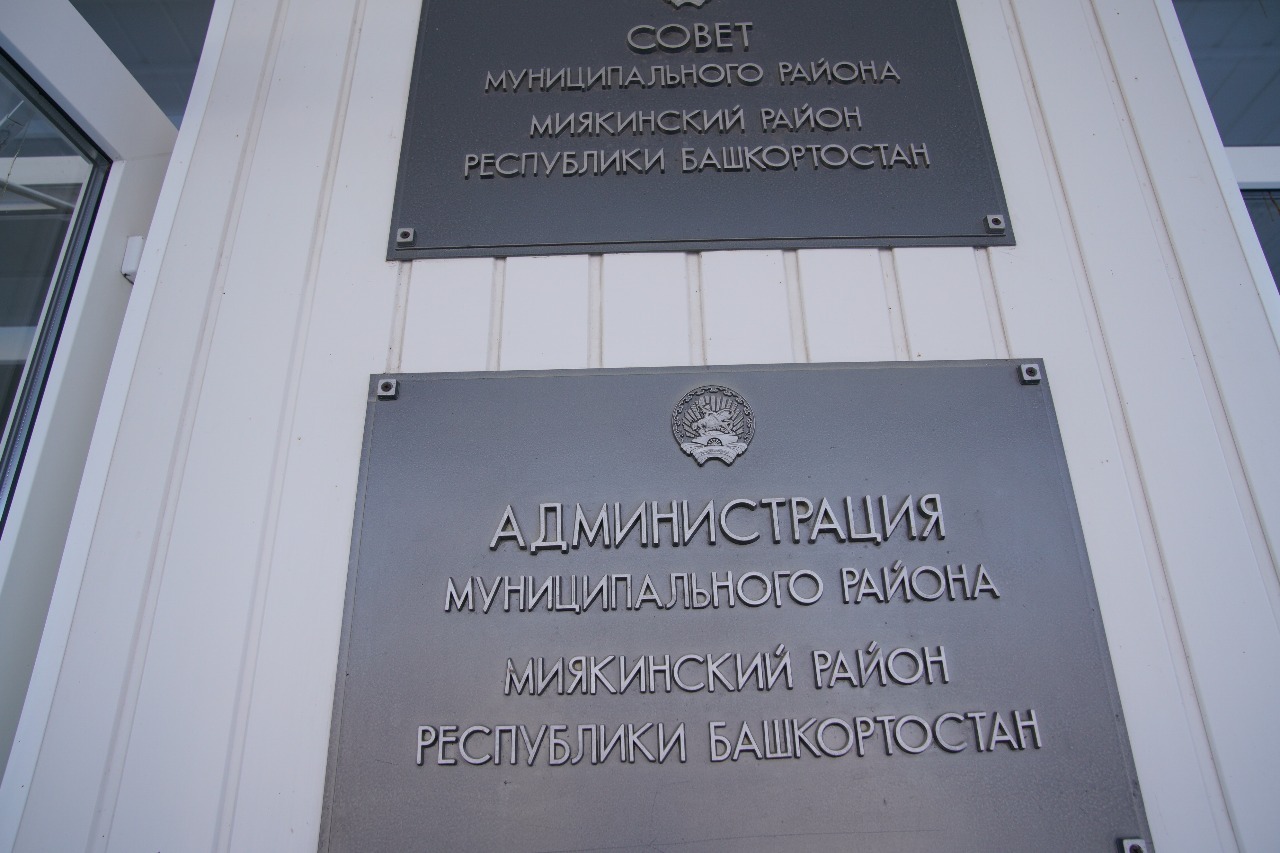 СОВЕТ
МУНИЦИПАЛЬНОГО РАЙОНА
МИЯКИНСКИЙ РАЙОН
РЕСПУБЛИКИ БАШКОРТОСТАН
АДМИНИСТРАЦИЯ
МУНИЦИПАЛЬНОГО РАЙОНА
МИЯКИНСКИЙ РАЙОН
РЕСПУБЛИКИ БАШКОРТОСТАН